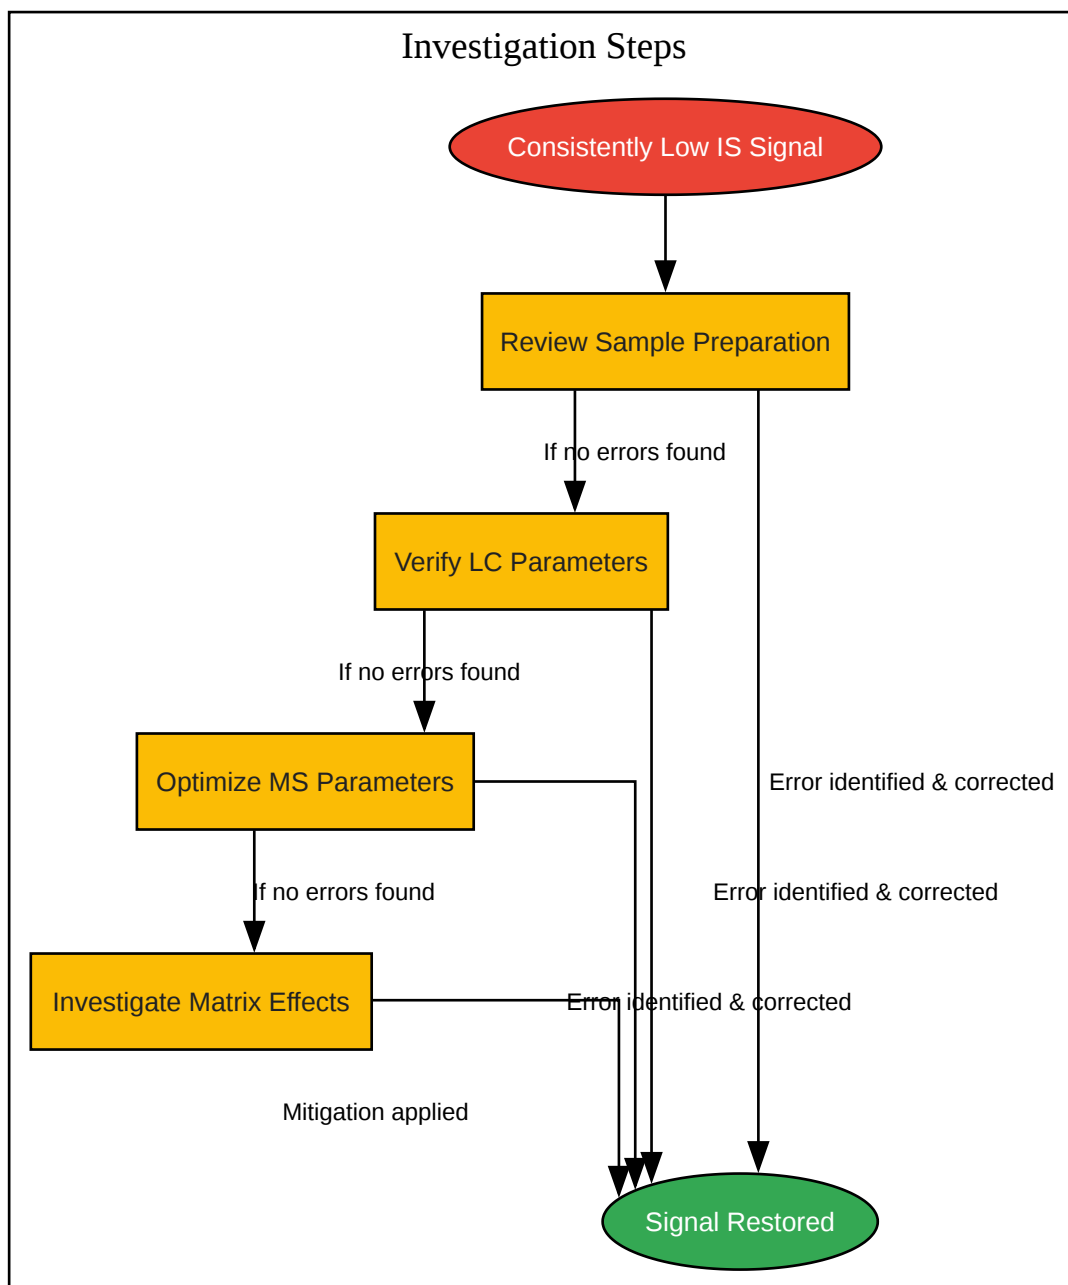 Investigation Steps
Consistently Low IS Signal
Review Sample Preparation
If no errors found
Verify LC Parameters
If no errors found
Optimize MS Parameters
Error identified & corrected
If no errors found
Error identified & corrected
Investigate Matrix Effects
Error identified & corrected
Mitigation applied
Signal Restored